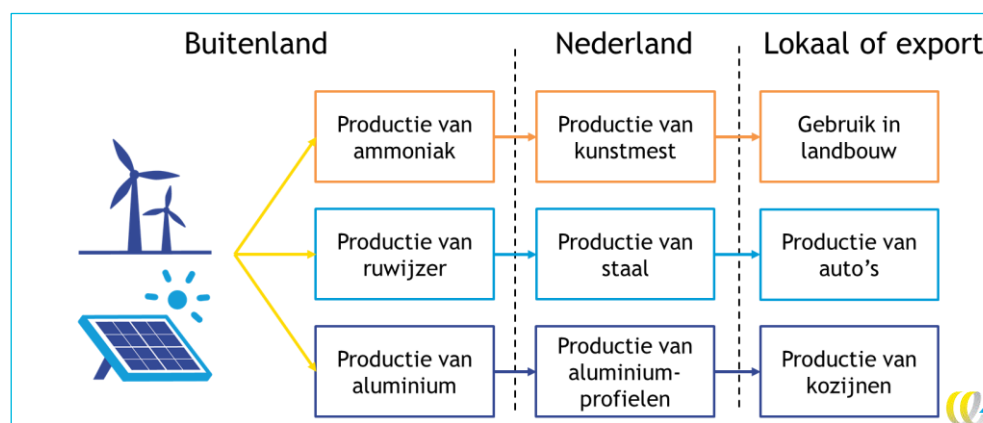 Buitenland
Nederland
Lokaal of export
Productie van
ammoniak
Productie van
kunstmest
Gebruik in
landbouw
Productie van
ruwijzer
Productie van
staal
Productie van
auto's
Productie van
aluminium
Productie van
aluminium-
profielen
Productie van
kozijnen